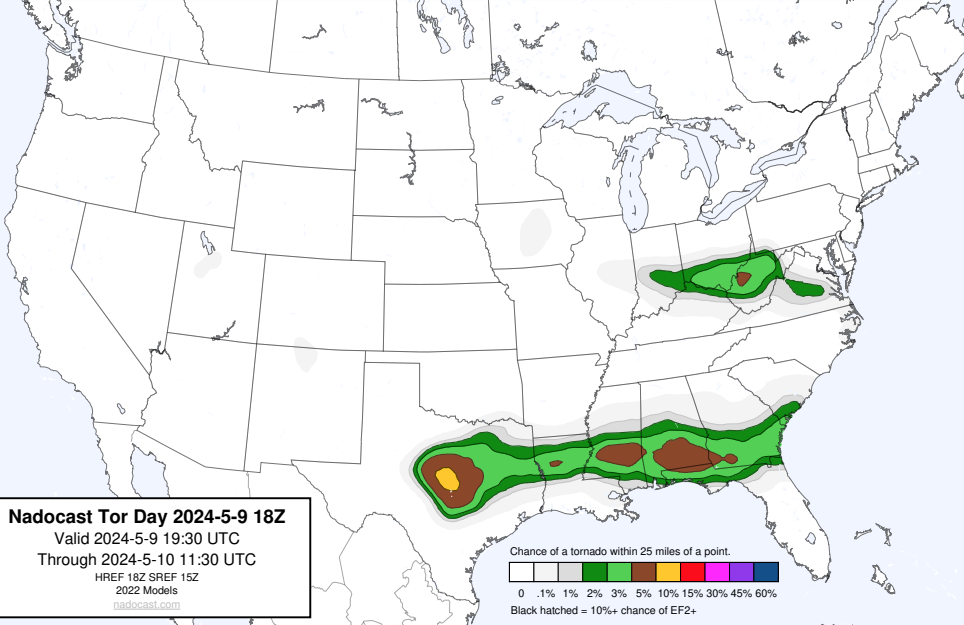 Nadocast Tor Day 2024-5-9 18Z
Valid 2024-5-9 19:30 UTC
Through 2024-5-10 11:30 UTC
HREF 18Z SREF 15Z
2022 Models
nadocast.com
Chance of a tornado within 25 miles of a point.
0 .1% 1% 2% 3% 5% 10% 15% 30% 45% 60%
Black hatched = 10%+ chance of EF2+